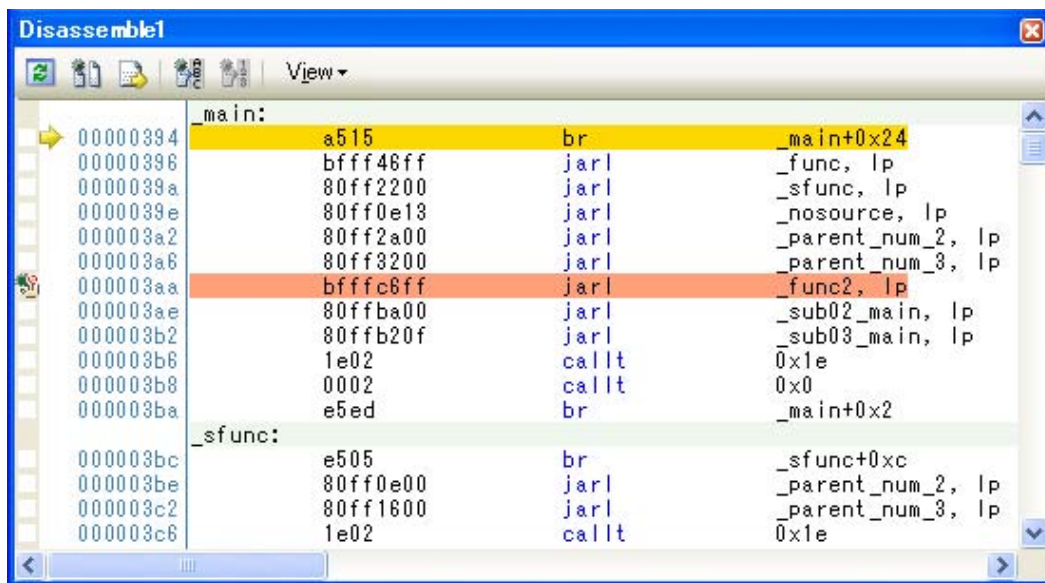 Disassemble1
View
_main:
00000394 a515 br _main+0x24
00000396 bfff46ff jarl _func, lp
0000039a 80ff2200 jarl _sfunc, lp
0000039e 80ff0e13 jarl _nosource, lp
000003a2 80ff2a00 jarl _parent_num_2, lp
000003a6 80ff3200 jarl _parent_num_3, lp
000003aa bfffc6ff jarl _func2, lp
000003ae 80ffba00 jarl _sub02_main, lp
000003b2 80ffb20f jarl _sub03_main, lp
000003b6 1e02 callt 0x1e
000003b8 0002 callt 0x0
000003ba e5ed br _main+0x2
_sfunc:
000003bc e505 br _sfunc+0xc
000003be 80ff0e00 jarl _parent_num_2, lp
000003c2 80ff1600 jarl _parent_num_3, lp
000003c6 1e02 callt 0x1e